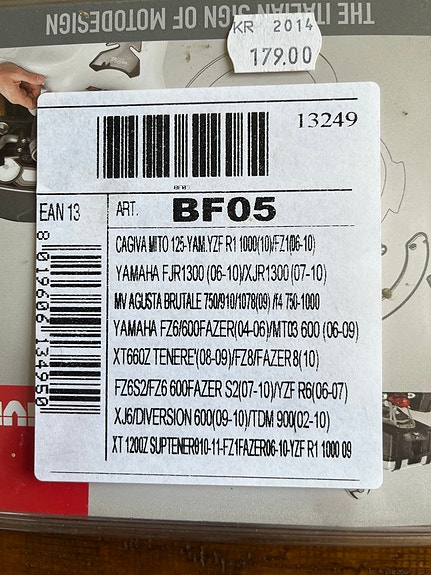 THE ITALIAN SIGN OF MOTODESIGN
KR 2014
179.00
13249
EAN 13
8 019606 134950
ART. BF05
CAGIVA MITO 125-YAM.YZF R1 1000(10)/FZ1(06-10)
YAMAHA FJR1300 (06-10)/XJR1300 (07-10)
MV AGUSTA BRUTALE 750/910/1078(09) /f4 750-1000
YAMAHA FZ6/600FAZER(04-06)/MT03 600 (06-09)
XT660Z TENERE'(08-09)/FZ8/FAZER 8(10)
FZ6S2/FZ6 600FAZER S2(07-10)/YZF R6(06-07)
XJ6/DIVERSION 600(09-10)/TDM 900(02-10)
XT 1200Z SUPTENER010-11-FZ1FAZER06-10-YZF R1 1000 09